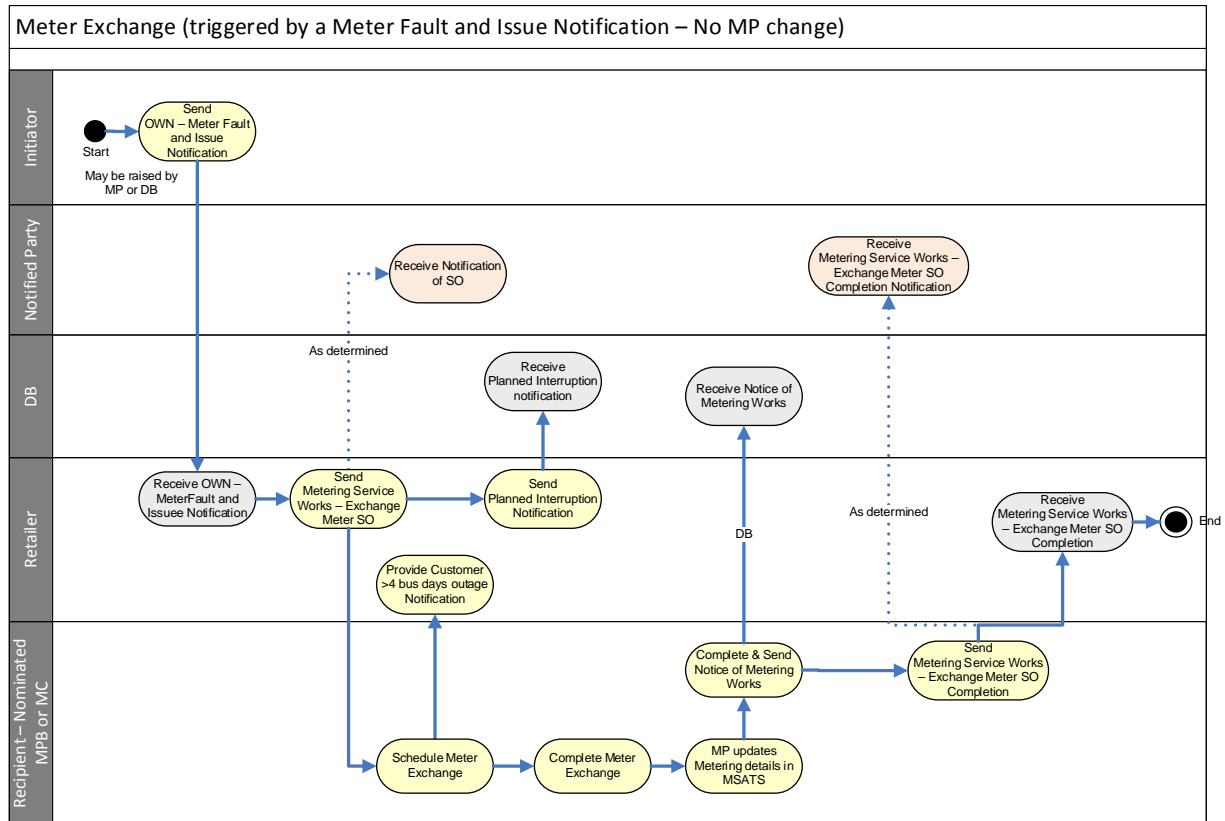 Meter Exchange (triggered by a Meter Fault and Issue Notification – No MP change)
Initiator
Start
Send
OWN – Meter Fault
and Issue
Notification
May be raised by
MP or DB
Notified Party
Receive Notification
of SO
Receive
Metering Service Works –
Exchange Meter SO
Completion Notification
As determined
DB
Receive
Planned Interruption
notification
Receive Notice of
Metering Works
Retailer
Receive OWN –
MeterFault and
Issuee Notification
Send
Metering Service
Works – Exchange
Meter SO
Send
Planned Interruption
Notification
Provide Customer
>4 bus days outage
Notification
DB
As determined
Receive
Metering Service Works
– Exchange Meter SO
Completion
End
Recipient – Nominated
MPB or MC
Complete & Send
Notice of Metering
Works
Send
Metering Service Works
– Exchange Meter SO
Completion
Schedule Meter
Exchange
Complete Meter
Exchange
MP updates
Metering details in
MSATS